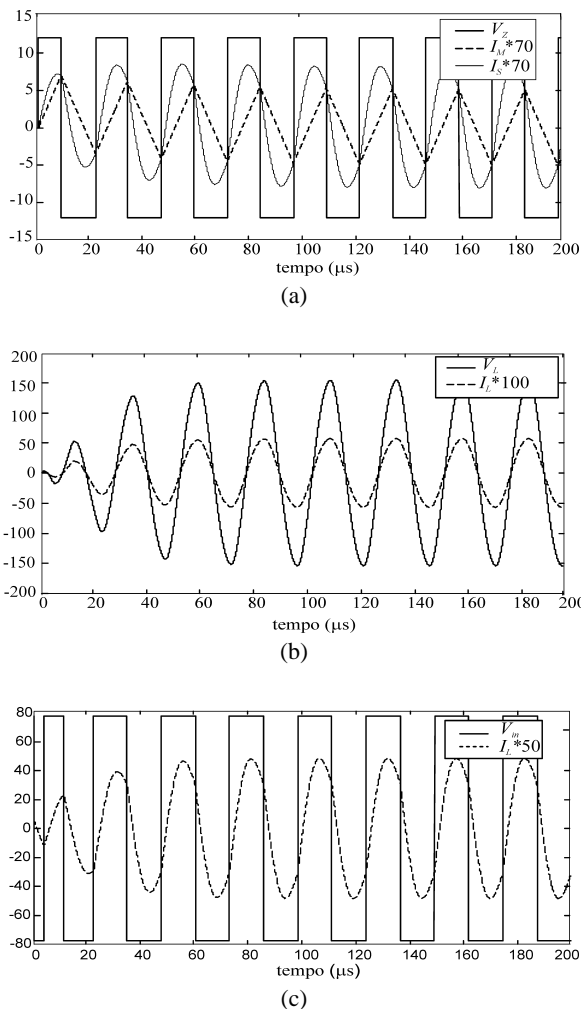 15
10
5
0
-5
-10
-15
0 20 40 60 80 100 120 140 160 180 200
V_Z
I_M*70
I_S*70
tempo (μs)
(a)
200
150
100
50
0
-50
-100
-150
-200
0 20 40 60 80 100 120 140 160 180 200
V_L
I_L*100
tempo (μs)
(b)
80
60
40
20
0
-20
-40
-60
-80
0 20 40 60 80 100 120 140 160 180 200
V_in
I_L*50
tempo (μs)
(c)